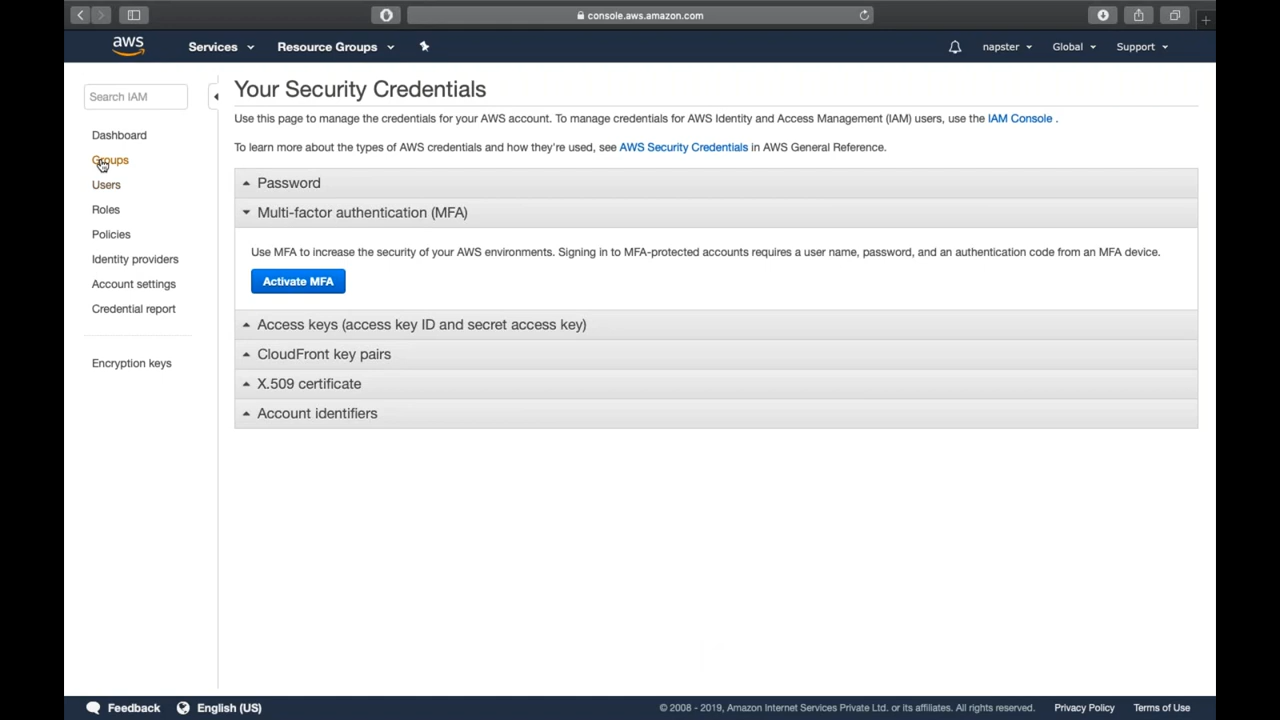 console.aws.amazon.com
aws
Services
Resource Groups
napster
Global
Support
Search IAM
Dashboard
Groups
Users
Roles
Policies
Identity providers
Account settings
Credential report
Encryption keys
Your Security Credentials
Use this page to manage the credentials for your AWS account. To manage credentials for AWS Identity and Access Management (IAM) users, use the IAM Console .
To learn more about the types of AWS credentials and how they're used, see AWS Security Credentials in AWS General Reference.
Password
Multi-factor authentication (MFA)
Use MFA to increase the security of your AWS environments. Signing in to MFA-protected accounts requires a user name, password, and an authentication code from an MFA device.
Activate MFA
Access keys (access key ID and secret access key)
CloudFront key pairs
X.509 certificate
Account identifiers
Feedback
English (US)
© 2008 - 2019, Amazon Internet Services Private Ltd. or its affiliates. All rights reserved.
Privacy Policy
Terms of Use